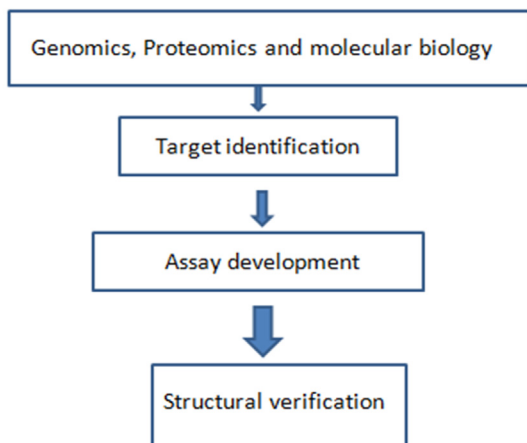 Genomics, Proteomics and molecular biology
Target identification
Assay development
Structural verification